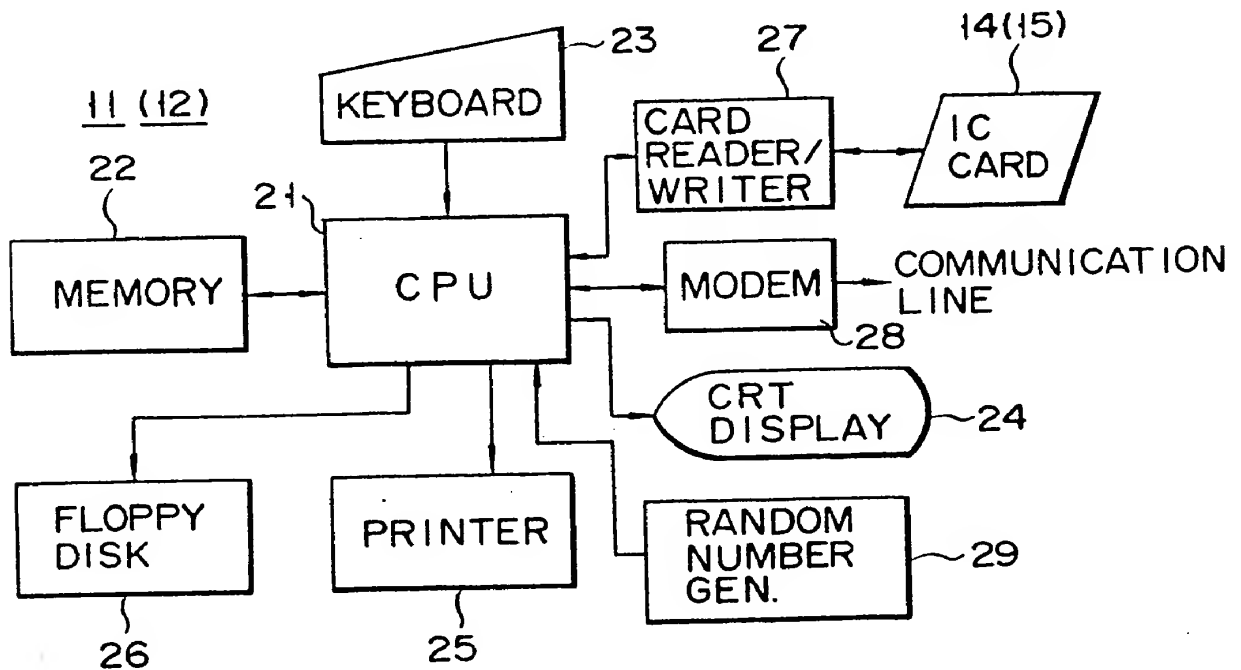 11 (12)
23
KEYBOARD
27
14(15)
CARD
READER/
WRITER
IC
CARD
22
21
MEMORY
CPU
MODEM
28
COMMUNICATION
LINE
CRT
DISPLAY
24
FLOPPY
DISK
26
PRINTER
25
RANDOM
NUMBER
GEN.
29